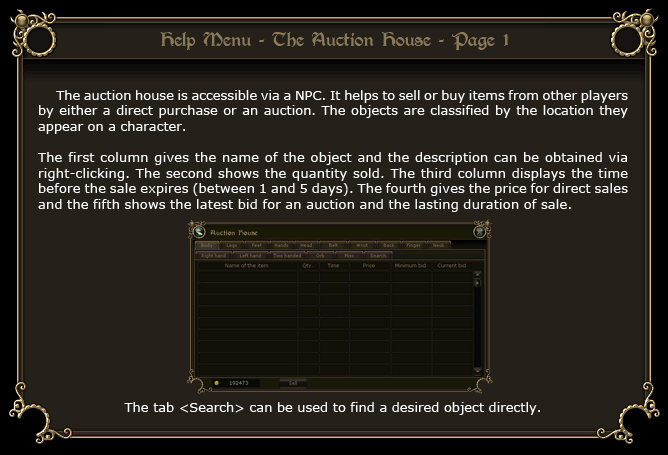 Help Menu - The Auction House - Page 1
The auction house is accessible via a NPC. It helps to sell or buy items from other players
by either a direct purchase or an auction. The objects are classified by the location they
appear on a character.
The first column gives the name of the object and the description can be obtained via
right-clicking. The second shows the quantity sold. The third column displays the time
before the sale expires (between 1 and 5 days). The fourth gives the price for direct sales
and the fifth shows the latest bid for an auction and the lasting duration of sale.
Auction House
Body Legs Feet Hands Head Belt Wrist Back Finger Neck
Right hand Left hand Two handed Orb Misc Search
Name of the item Qty. Time Price Minimum bid Current bid
192473 Sell
The tab <Search> can be used to find a desired object directly.